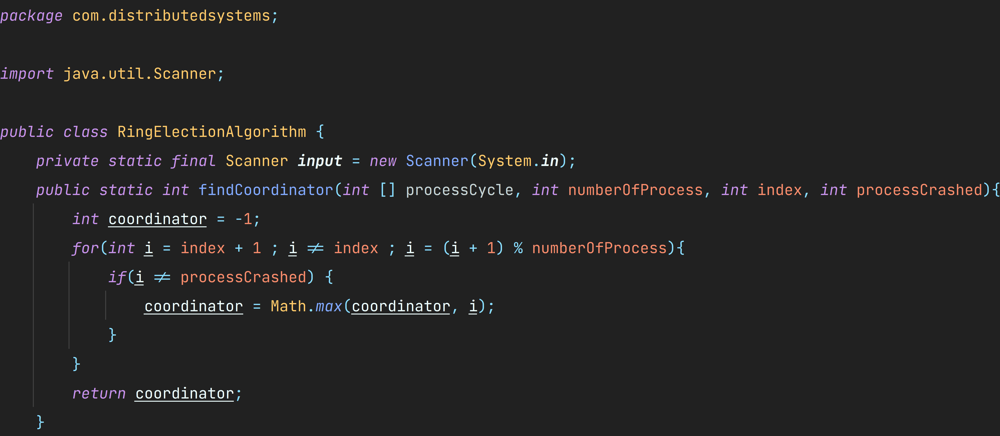 package com.distributedsystems;
import java.util.Scanner;
public class RingElectionAlgorithm {
    private static final Scanner input = new Scanner(System.in);
    public static int findCoordinator(int [] processCycle, int numberOfProcess, int index, int processCrashed){
        int coordinator = -1;
        for(int i = index + 1 ; i != index ; i = (i + 1) % numberOfProcess){
            if(i != processCrashed) {
                coordinator = Math.max(coordinator, i);
            }
        }
        return coordinator;
    }